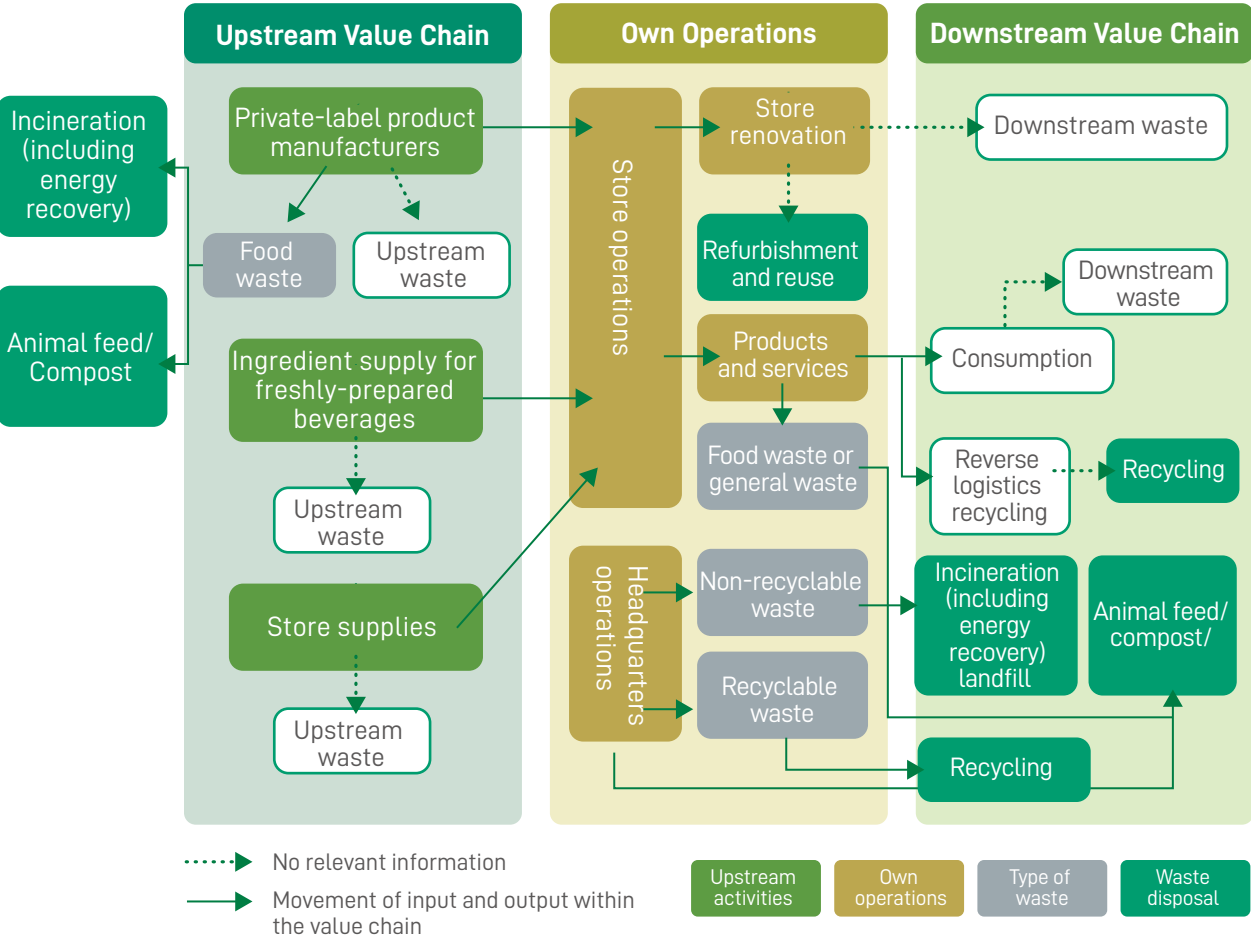 Upstream Value Chain
Own Operations
Downstream Value Chain
Incineration
(including
energy
recovery)
Animal feed/
Compost
Private-label product
manufacturers
Food
waste
Upstream
waste
Ingredient supply for
freshly-prepared
beverages
Upstream
waste
Store supplies
Upstream
waste
Store operations
Store
renovation
Refurbishment
and reuse
Products
and services
Food waste or
general waste
Headquarters
operations
Non-recyclable
waste
Recyclable
waste
Downstream waste
Downstream
waste
Consumption
Reverse
logistics
recycling
Recycling
Incineration
(including
energy
recovery)
landfill
Animal feed/
compost/
Recycling
No relevant information
Movement of input and output within
the value chain
Upstream
activities
Own
operations
Type of
waste
Waste
disposal